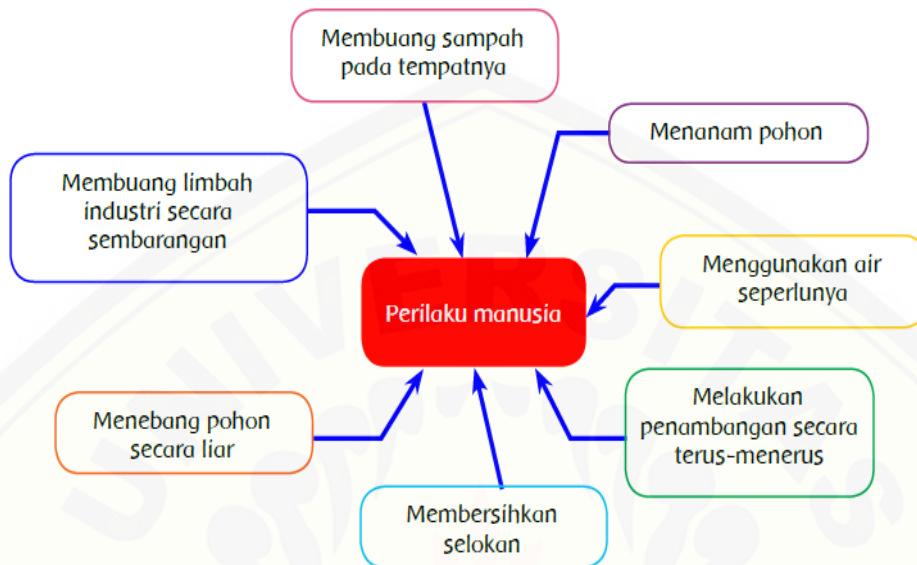 Membuang sampah
pada tempatnya
Menanam pohon
Membuang limbah
industri secara
sembarangan
Menggunakan air
seperlunya
Perilaku manusia
Melakukan
penambangan secara
terus-menerus
Menebang pohon
secara liar
Membersihkan
selokan
UNIVERSITAS